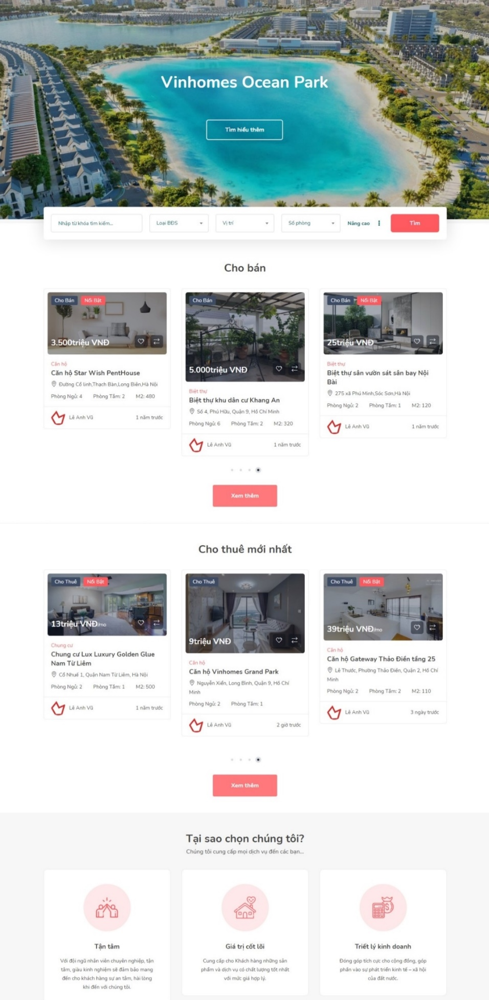 Vinhomes Ocean Park
Tìm hiểu thêm
Nhập từ khóa tìm kiếm...
Loại BĐS
Vị trí
Số phòng
Nâng cao
Tìm
Cho bán
Cho Bán
Nổi Bật
3.500triệu VNĐ
Căn hộ
Căn hộ Star Wish PentHouse
Đường Cổ linh,Thạch Bàn,Long Biên,Hà Nội
Phòng Ngủ: 4 Phòng Tắm: 2 M2: 480
Lê Anh Vũ 1 năm trước
Cho Bán
5.000triệu VNĐ
Biệt thự
Biệt thự khu dân cư Khang An
Số 4, Phú Hữu, Quận 9, Hồ Chí Minh
Phòng Ngủ: 6 Phòng Tắm: 2 M2: 320
Lê Anh Vũ 1 năm trước
Cho Bán
Nổi Bật
25triệu VNĐ
Biệt thự
Biệt thự sân vườn sát sân bay Nội
Bài
275 xã Phú Minh,Sóc Sơn,Hà Nội
Phòng Ngủ: 2 Phòng Tắm: 1 M2: 120
Lê Anh Vũ 1 năm trước
Xem thêm
Cho thuê mới nhất
Cho Thuê
Nổi Bật
13triệu VNĐ/mo
Chung cư
Chung cư Lux Luxury Golden Glue
Nam Từ Liêm
Cổ Nhuế 1, Quận Nam Từ Liêm, Hà Nội
Phòng Ngủ: 2 Phòng Tắm: 1 M2: 500
Lê Anh Vũ 1 năm trước
Cho Thuê
9triệu VNĐ
Căn hộ
Căn hộ Vinhomes Grand Park
Nguyễn Xiển, Long Bình, Quận 9, Hồ Chí
Minh
Phòng Ngủ: 2 Phòng Tắm: 1
Lê Anh Vũ 2 giờ trước
Cho Thuê
Nổi Bật
39triệu VNĐ/mo
Căn hộ
Căn hộ Gateway Thảo Điền tầng 25
Lê Thước, Phường Thảo Điền, Quận 2, Hồ Chí
Minh
Phòng Ngủ: 2 Phòng Tắm: 2 M2: 110
Lê Anh Vũ 3 ngày trước
Xem thêm
Tại sao chọn chúng tôi?
Chúng tôi cung cấp mọi dịch vụ đến các bạn...
Tận tâm
Với đội ngũ nhân viên chuyên nghiệp, tận
tâm, giàu kinh nghiệm sẽ đảm bảo mang
đến cho khách hàng sự an tâm, hài lòng
khi đến với chúng tôi.
Giá trị cốt lõi
Cung cấp cho Khách hàng những sản
phẩm và dịch vụ có chất lượng tốt nhất
với mức giá hợp lý.
Triết lý kinh doanh
Đóng góp tích cực cho cộng đồng, góp
phần vào sự phát triển kinh tế – xã hội
của đất nước.